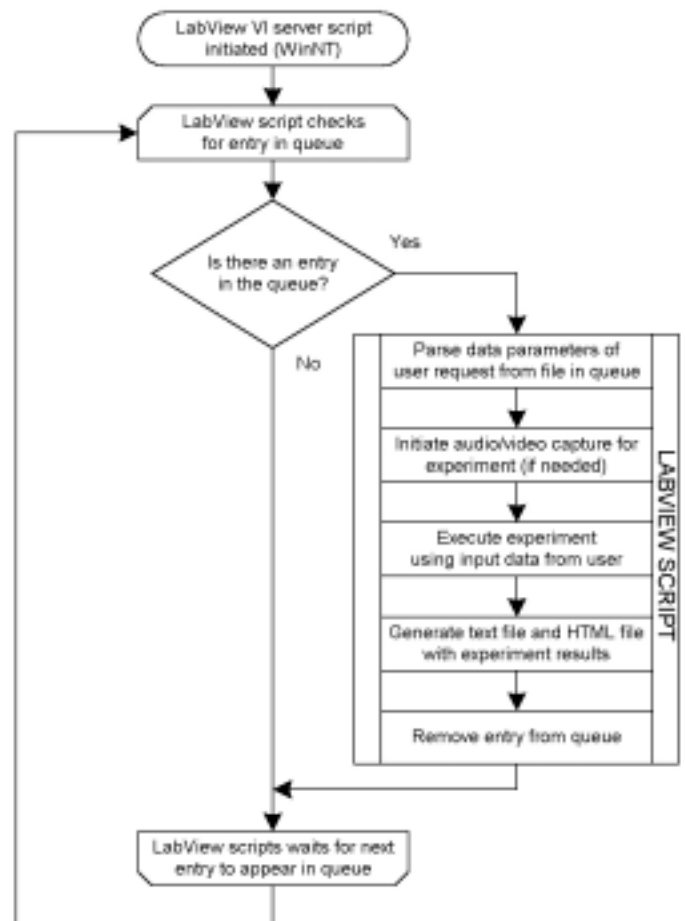 LabView VI server script
initiated (WinNT)
LabView script checks
for entry in queue
Is there an entry
in the queue?
Yes
No
Parse data parameters of
user request from file in queue
Initiate audio/video capture for
experiment (if needed)
Execute experiment
using input data from user
Generate text file and HTML file
with experiment results
Remove entry from queue
LABVIEW SCRIPT
LabView scripts waits for next
entry to appear in queue